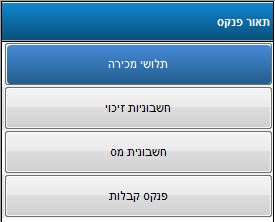 תאור פנקס
תלושי מכירה
חשבוניות זיכוי
חשבונית מס
פנקס קבלות